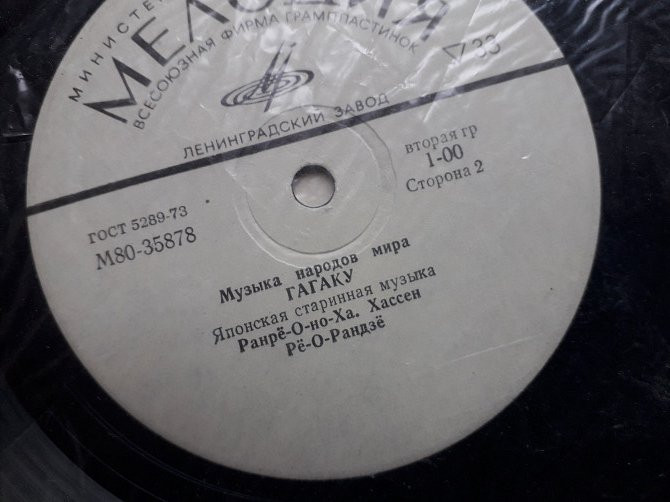 МИНИСТЕ
МЕЛОДИЯ
ВСЕСОЮЗНАЯ ФИРМА ГРАМПЛАСТИНОК
33
ЛЕНИНГРАДСКИЙ ЗАВОД
вторая гр
1-00
Сторона 2
ГОСТ 5289-73
М80-35878
Музыка народов мира
ГАГАКУ
Японская старинная музыка
Ранрё-О-но-Ха. Хассен
Рё-О-Рандзё